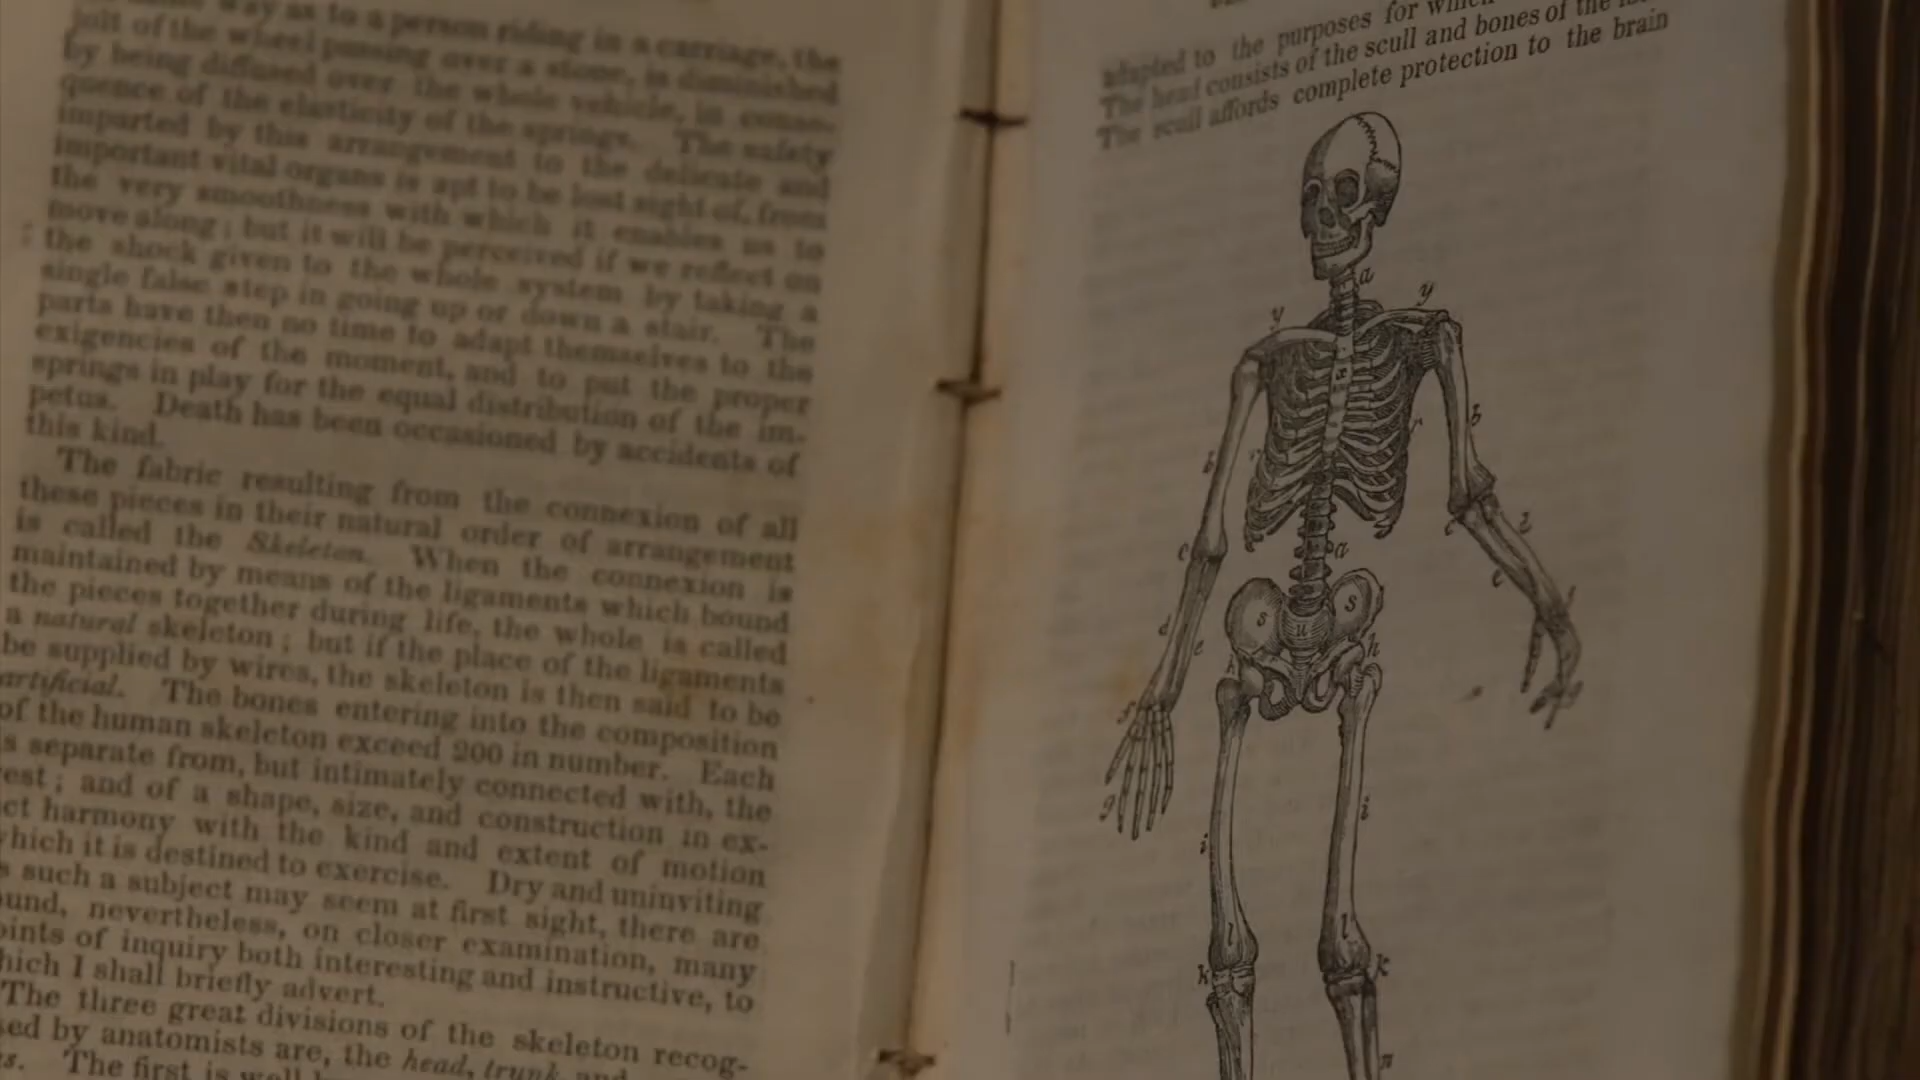 way as to a person riding in a carriage, the
jolt of the wheel passing over a stone, is diminished
by being diffused over the whole vehicle, in conse-
quence of the elasticity of the springs. The safety
imparted by this arrangement to the delicate and
important vital organs is apt to be lost sight of, from
the very smoothness with which it enables us to
move along; but it will be perceived if we reflect on
the shock given to the whole system by taking a
single false step in going up or down a stair. The
parts have then no time to adapt themselves to the
exigencies of the moment, and to put the proper
springs in play for the equal distribution of the im-
petus. Death has been occasioned by accidents of
this kind.
The fabric resulting from the connexion of all
these pieces in their natural order of arrangement
is called the Skeleton. When the connexion is
maintained by means of the ligaments which bound
the pieces together during life, the whole is called
a natural skeleton; but if the place of the ligaments
be supplied by wires, the skeleton is then said to be
artificial. The bones entering into the composition
of the human skeleton exceed 200 in number. Each
s separate from, but intimately connected with, the
est; and of a shape, size, and construction in ex-
ct harmony with the kind and extent of motion
which it is destined to exercise. Dry and uninviting
s such a subject may seem at first sight, there are
ound, nevertheless, on closer examination, many
oints of inquiry both interesting and instructive, to
hich I shall briefly advert.
The three great divisions of the skeleton recog-
sed by anatomists are, the head, trunk, and
s. The first is well
adapted to the purposes for which
The head consists of the scull and bones of the
The scull affords complete protection to the brain
a
y
y
x
b
b
r
r
c
c
a
d
e
e
s
s
u
h
h
f
g
i
i
l
l
k
k
n